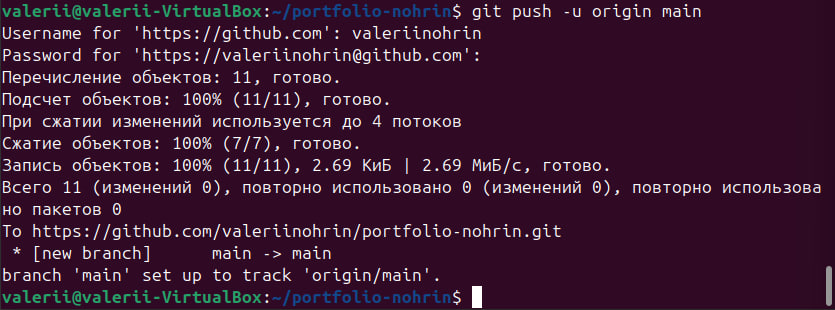 valerii@valerii-VirtualBox:~/portfolio-nohrin$ git push -u origin main
Username for 'https://github.com': valeriinohrin
Password for 'https://valeriinohrin@github.com':
Перечисление объектов: 11, готово.
Подсчет объектов: 100% (11/11), готово.
При сжатии изменений используется до 4 потоков
Сжатие объектов: 100% (7/7), готово.
Запись объектов: 100% (11/11), 2.69 КиБ | 2.69 МиБ/с, готово.
Всего 11 (изменений 0), повторно использовано 0 (изменений 0), повторно использова
но пакетов 0
To https://github.com/valeriinohrin/portfolio-nohrin.git
 * [new branch]      main -> main
branch 'main' set up to track 'origin/main'.
valerii@valerii-VirtualBox:~/portfolio-nohrin$